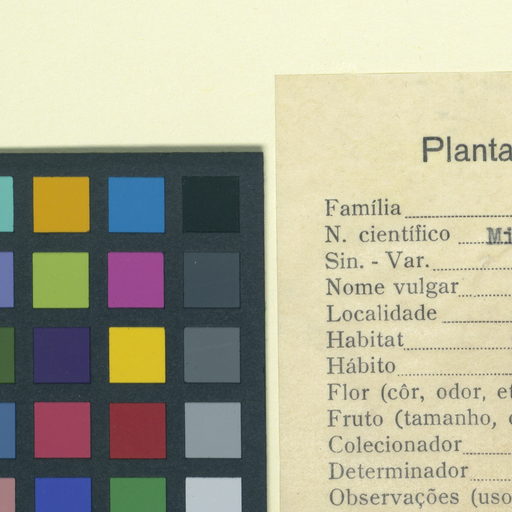 Planta
Família
N. científico Mi
Sin. - Var.
Nome vulgar
Localidade
Habitat
Hábito
Flor (côr, odor, et
Fruto (tamanho, c
Colecionador
Determinador
Observações (uso